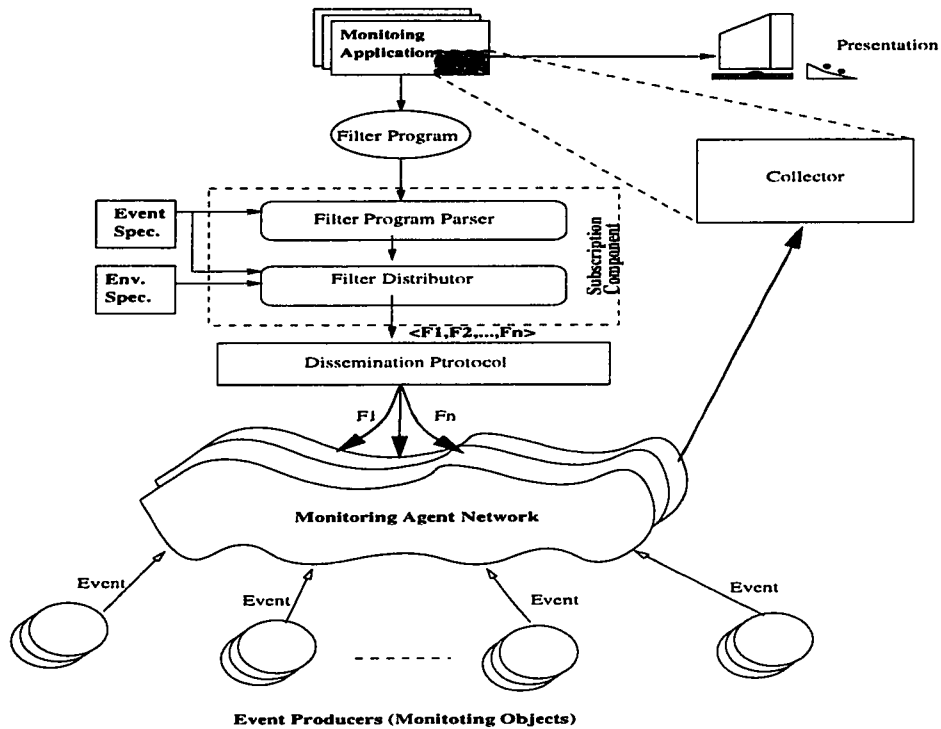 Monitoing
Application
Presentation
Filter Program
Collector
Event
Spec.
Filter Program Parser
Subscription
Component
Env.
Spec.
Filter Distributor
<F1,F2,...,Fn>
Dissemination Ptrotocol
F1
Fn
Monitoring Agent Network
Event
Event
Event
Event
Event Producers (Monitoting Objects)